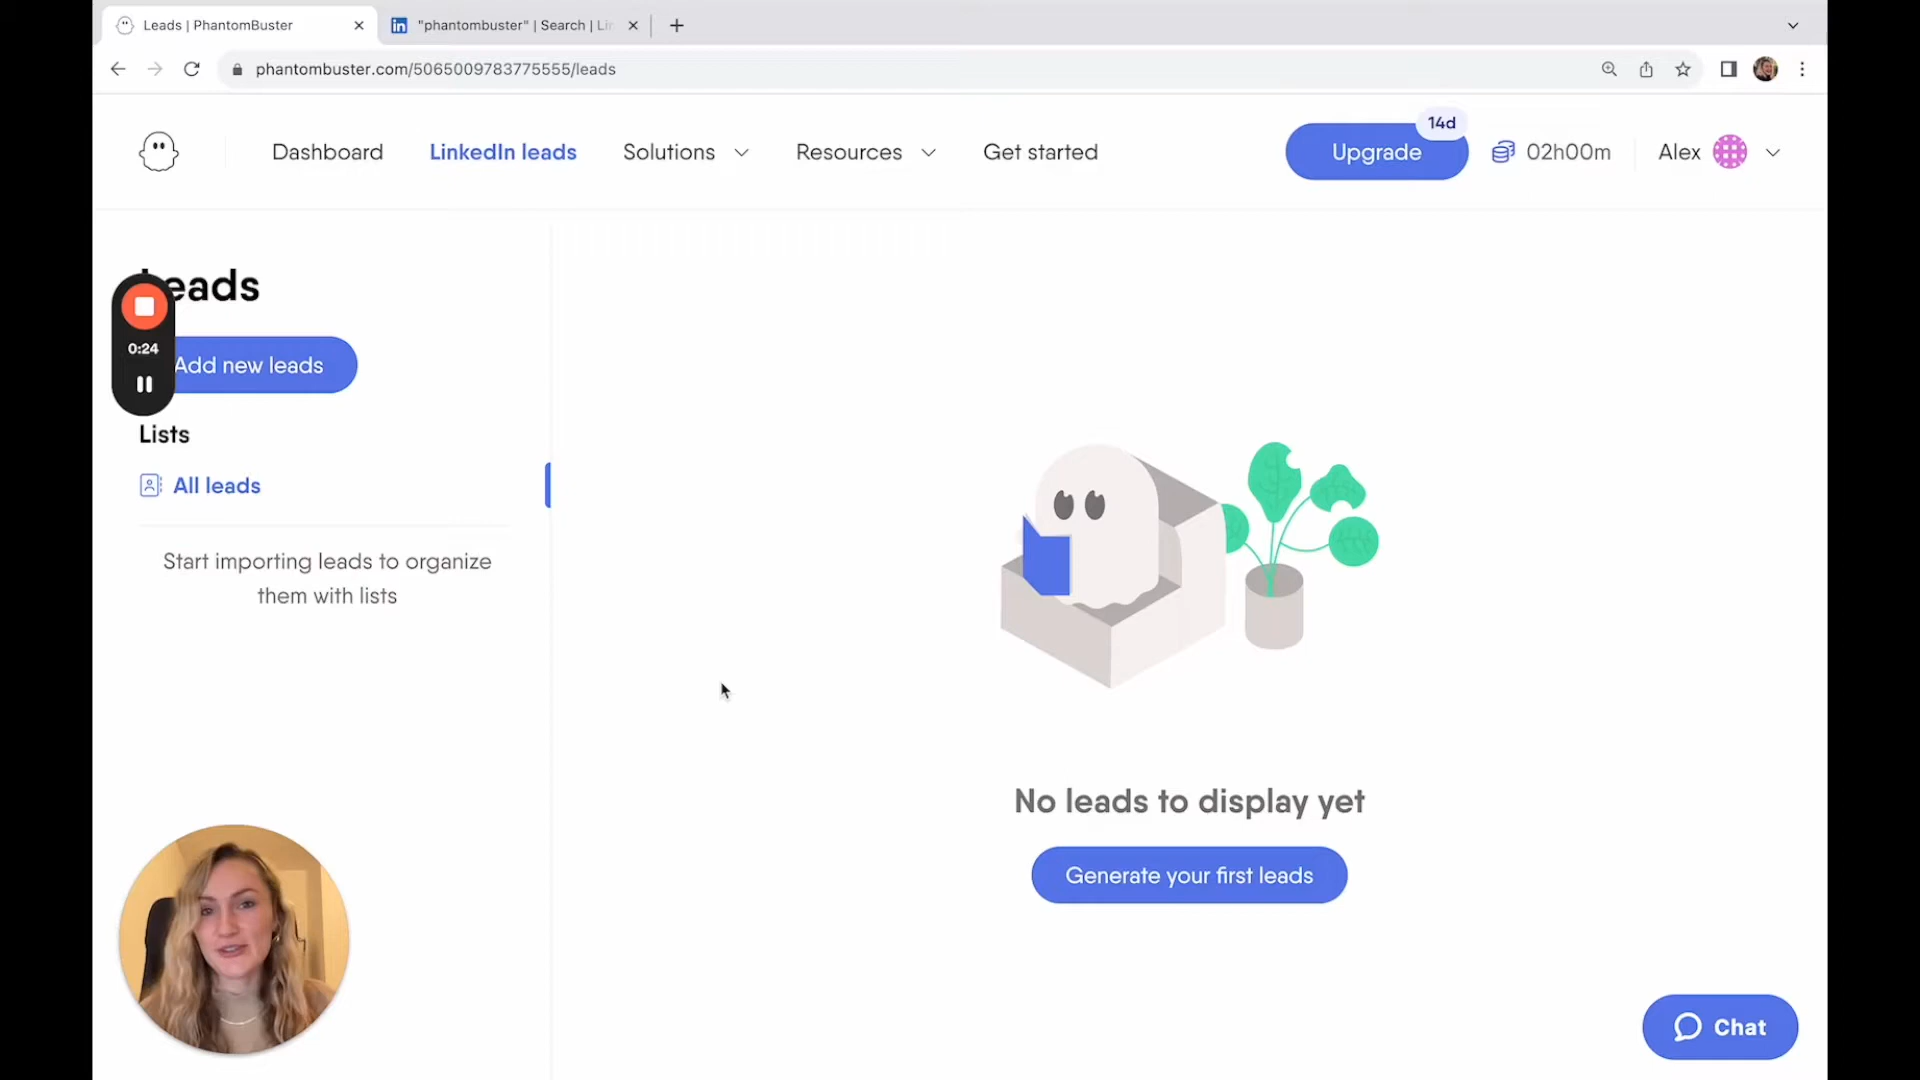 Leads | PhantomBuster
"phantombuster" | Search | Li
phantombuster.com/5065009783775555/leads
Dashboard
LinkedIn leads
Solutions
Resources
Get started
14d
Upgrade
02h00m
Alex
Leads
0:24
Add new leads
Lists
All leads
Start importing leads to organize
them with lists
No leads to display yet
Generate your first leads
Chat